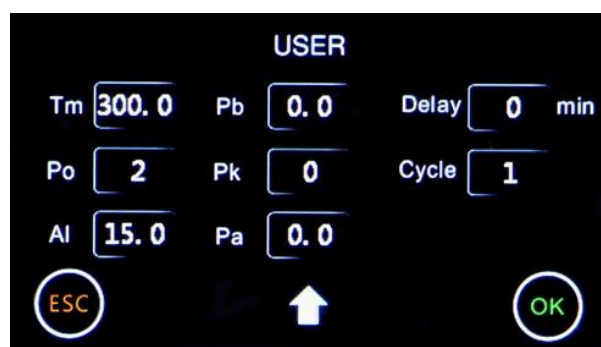 USER
Tm 300.0 Pb 0.0 Delay 0 min
Po 2 Pk 0 Cycle 1
Al 15.0 Pa 0.0
ESC OK